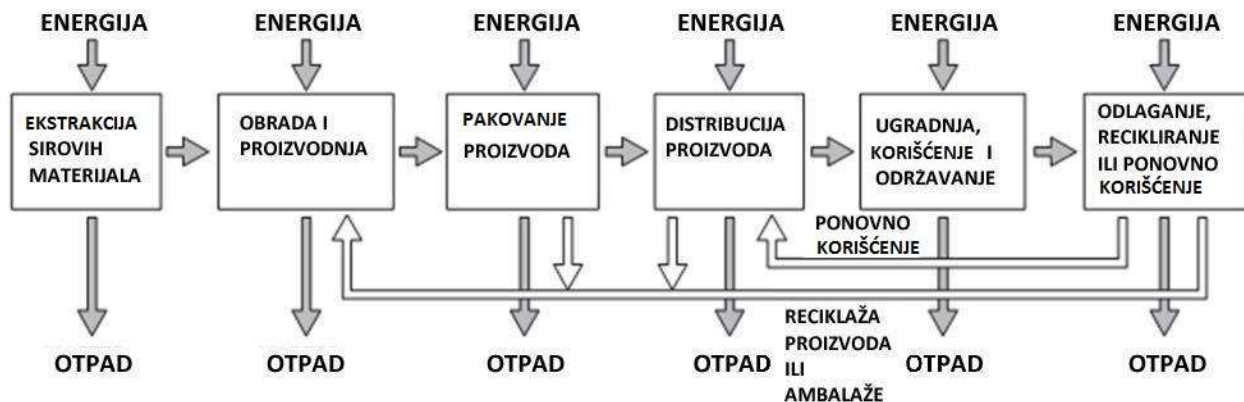 ENERGIJA
ENERGIJA
ENERGIJA
ENERGIJA
ENERGIJA
ENERGIJA
EKSTRAKCIJA
SIROVIH
MATERIJALA
OBRADA I
PROIZVODNJA
PAKOVANJE
PROIZVODA
DISTRIBUCIJA
PROIZVODA
UGRADNJA,
KORIŠĆENJE I
ODRŽAVANJE
ODLAGANJE,
RECIKLIRANJE
ILI PONOVNO
KORIŠĆENJE
PONOVNO
KORIŠĆENJE
RECIKLAŽA
PROIZVODA
ILI
AMBALAŽE
OTPAD
OTPAD
OTPAD
OTPAD
OTPAD
OTPAD